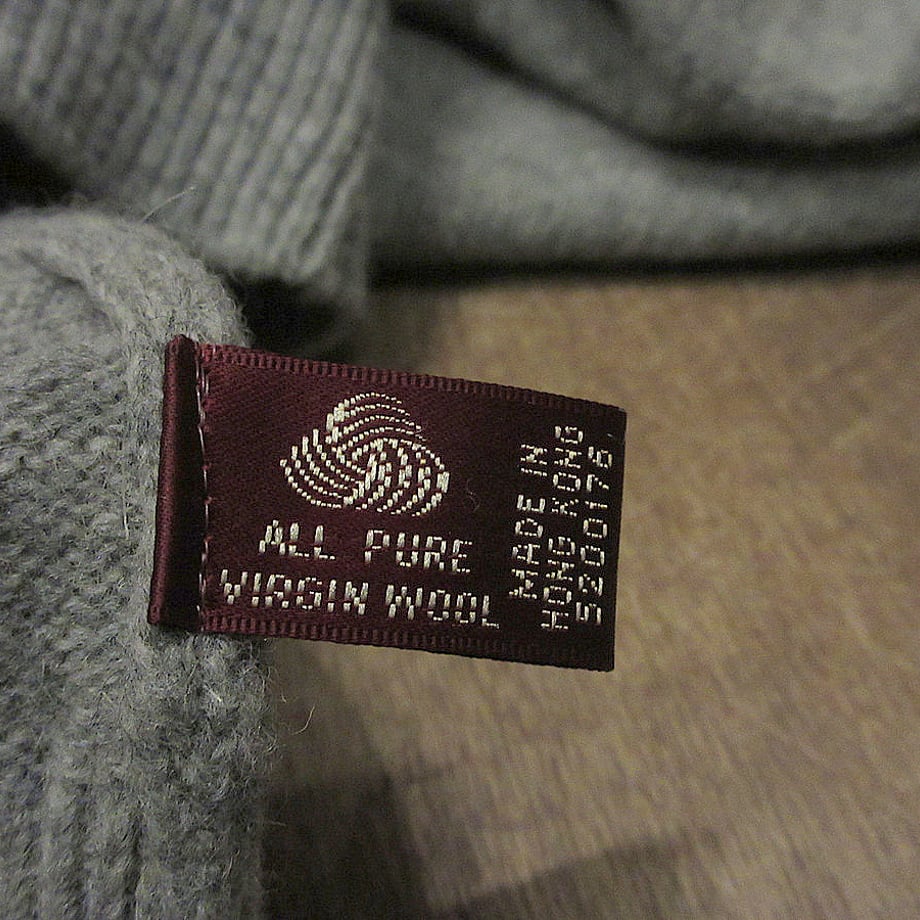 ALL PURE
VIRGIN WOOL
MADE IN
HONG KONG
5200176